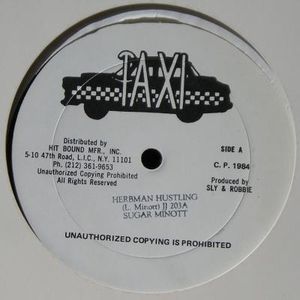 TAXI
Distributed by
HIT BOUND MFR., INC.
5-10 47th Road, L.I.C., N.Y. 11101
Ph. (212) 361-9653
Unauthorized Copying Prohibited
All Rights Reserved
SIDE A
C. P. 1984
Produced by
SLY & ROBBIE
HERBMAN HUSTLING
(L. Minott) JJ 203A
SUGAR MINOTT
UNAUTHORIZED COPYING IS PROHIBITED